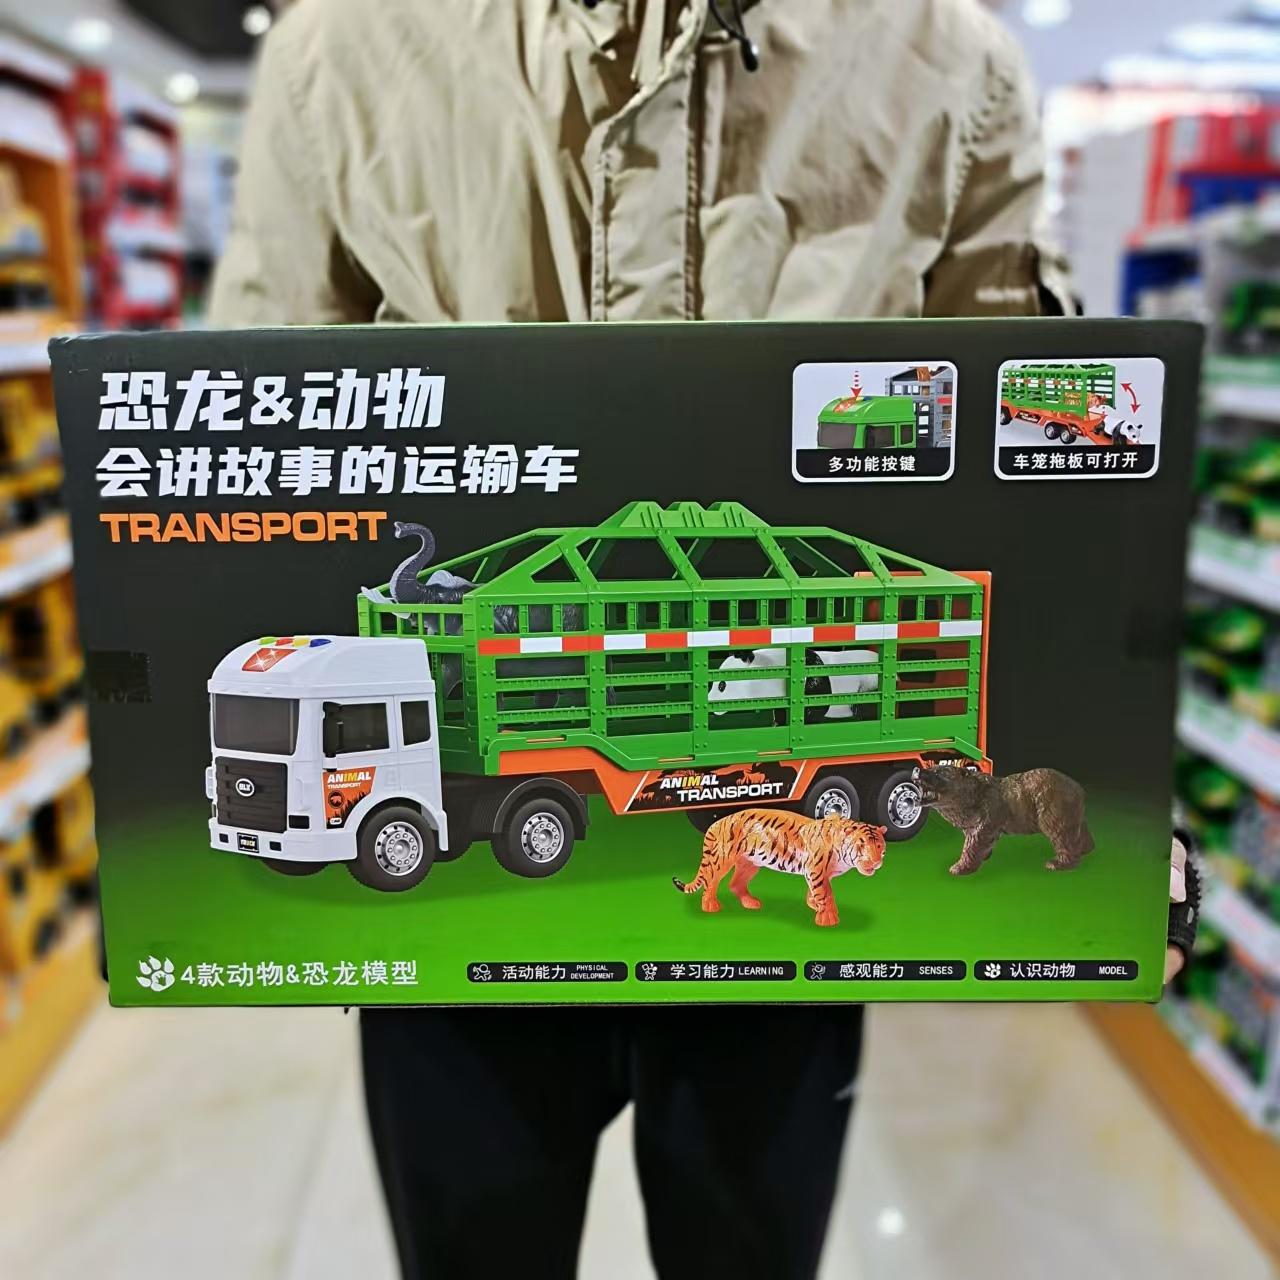 恐龙&动物
会讲故事的运输车
TRANSPORT
多功能按键
车笼拖板可打开
ANIMAL
TRANSPORT
BLK
TRUCK
ANIMAL
TRANSPORT
4款动物&恐龙模型
活动能力 PHYSICAL DEVELOPMENT
学习能力 LEARNING
感观能力 SENSES
认识动物 MODEL